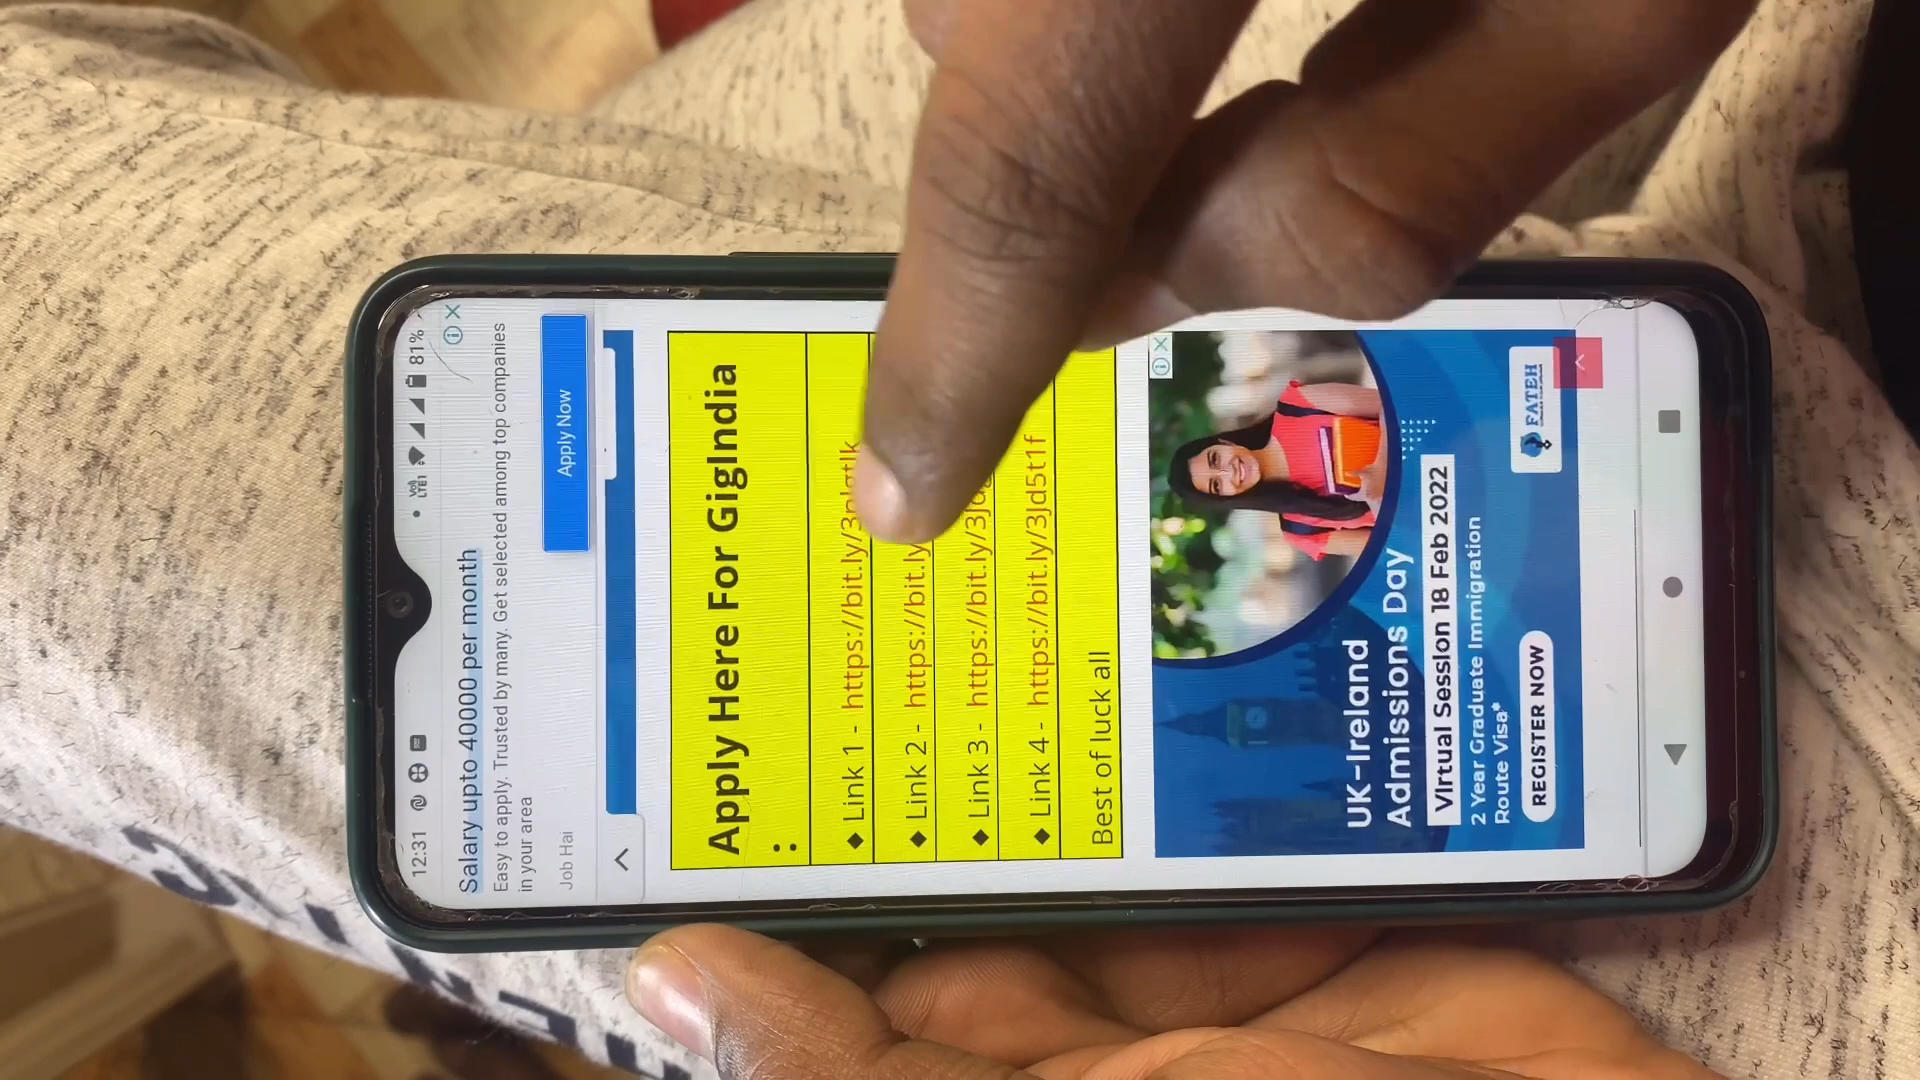 12:31
VoI)
LTE1
81%
Salary upto 40000 per month
Easy to apply. Trusted by many. Get selected among top companies
in your area
Job Hai
Apply Now
Apply Here For GigIndia
:
◆ Link 1 - https://bit.ly/
◆ Link 2 - https://bit.ly/
◆ Link 3 - https://bit.ly/
◆ Link 4 - https://bit.ly/3Jd5t1f
Best of luck all
UK-Ireland
Admissions Day
Virtual Session 18 Feb 2022
2 Year Graduate Immigration
Route Visa*
REGISTER NOW
FATEH